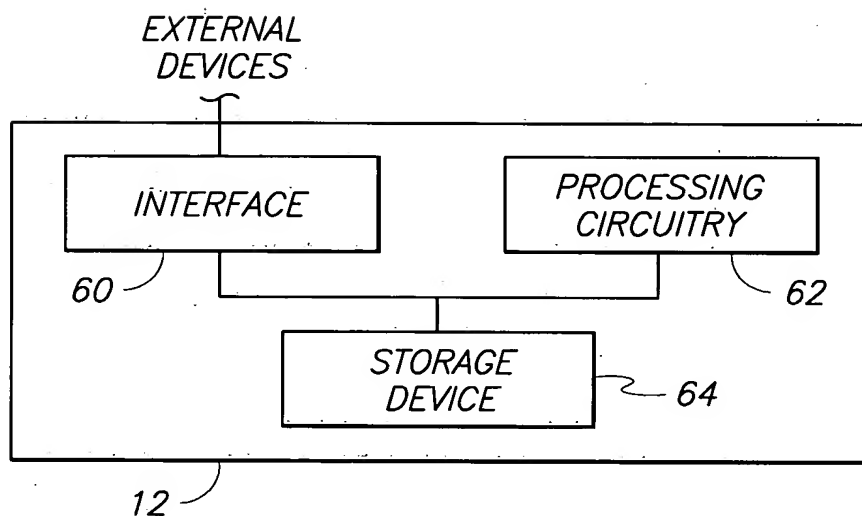 EXTERNAL
DEVICES
INTERFACE
PROCESSING
CIRCUITRY
60
62
STORAGE
DEVICE
64
12